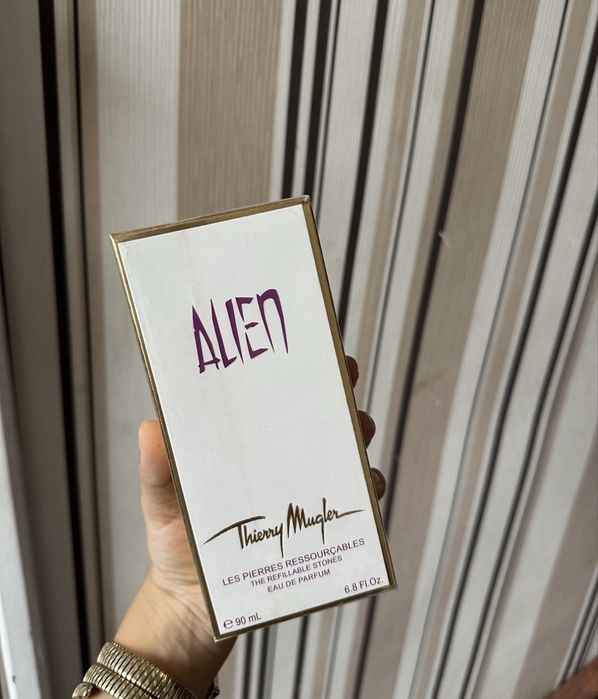 ALIEN
Thierry Mugler
LES PIERRES RESSOURÇABLES
THE REFILLABLE STONES
EAU DE PARFUM
℮ 90 mL 6.8 Fl.Oz.